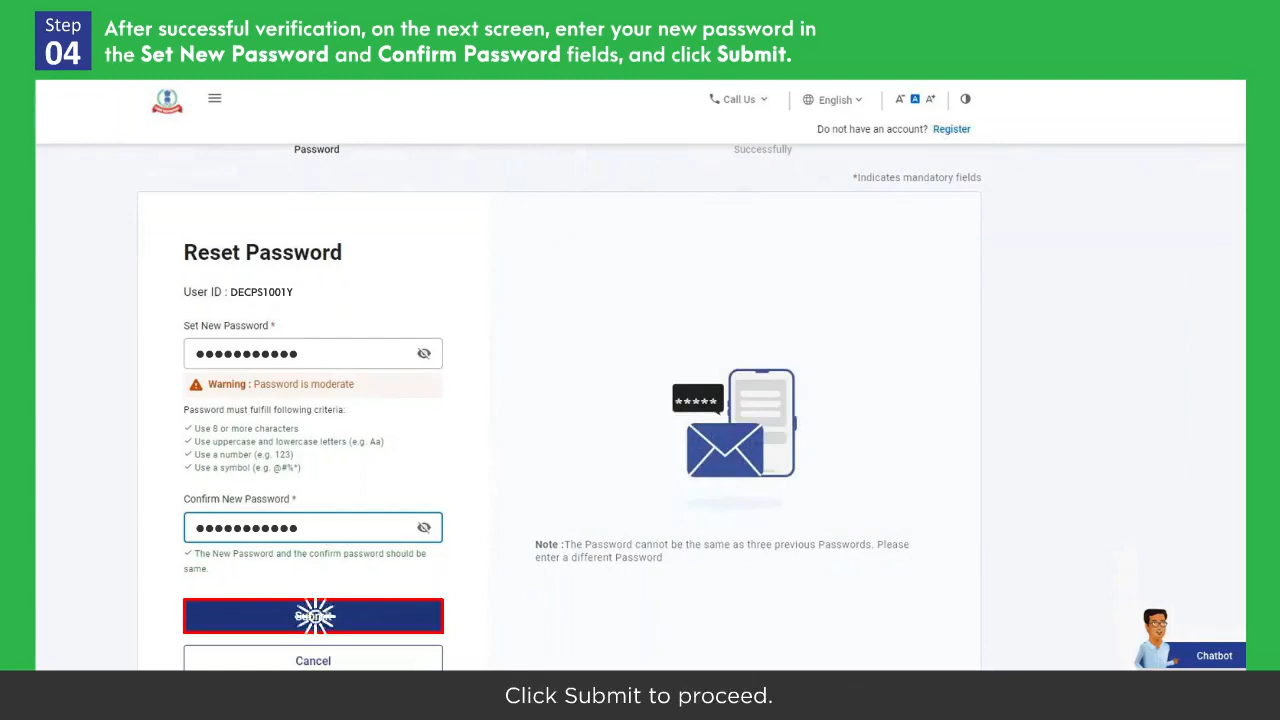 Step
04
After successful verification, on the next screen, enter your new password in
the Set New Password and Confirm Password fields, and click Submit.
Call Us
English
A-
A
A+
Do not have an account? Register
Password
Successfully
*Indicates mandatory fields
Reset Password
User ID : DECPS1001Y
Set New Password *
Warning : Password is moderate
Password must fulfill following criteria:
Use 8 or more characters
Use uppercase and lowercase letters (e.g. Aa)
Use a number (e.g. 123)
Use a symbol (e.g. @#%*)
Confirm New Password *
The New Password and the confirm password should be
same.
Submit
Cancel
*****
Note :The Password cannot be the same as three previous Passwords. Please
enter a different Password
Chatbot
Click Submit to proceed.